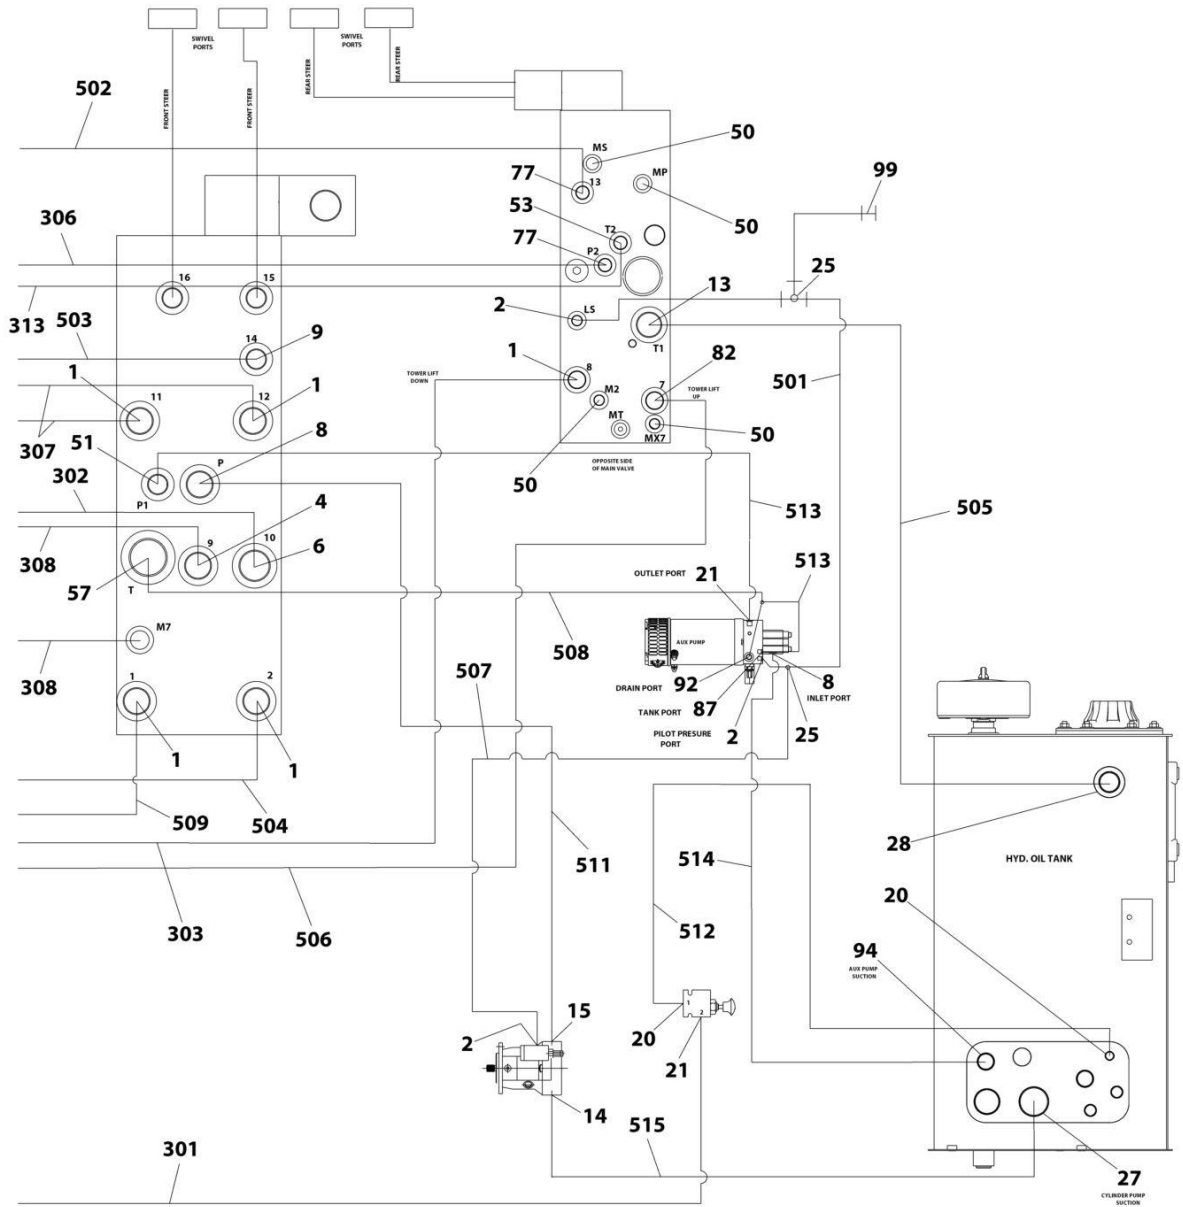 SWIVEL
PORTS
SWIVEL
PORTS
FRONT STEER
FRONT STEER
REAR STEER
REAR STEER
502
50
MS
MP
77
13
99
53
50
306
T2
77
P2
25
16
15
2
LS
13
313
503
14
9
T1
1
8
82
501
TOWER LIFT
DOWN
7
TOWER LIFT
UP
1
11
12
1
M2
MT
MX7
50
307
51
P
8
OPPOSITE SIDE
OF MAIN VALVE
50
302
P1
4
513
505
308
9
10
6
57
T
OUTLET PORT
21
513
M7
AUX PUMP
508
308
507
DRAIN PORT
92
8
INLET PORT
1
2
TANK PORT
87
PILOT PRESURE
PORT
2
25
1
1
509
504
28
511
514
HYD. OIL TANK
20
303
506
512
94
AUX PUMP
SUCTION
1
2
15
2
20
21
14
515
301
27
CYLINDER PUMP
SUCTION